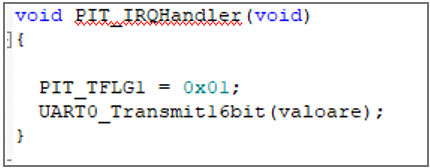 void PIT_IRQHandler(void)
{
PIT_TFLG1 = 0x01;
UART0_Transmit16bit(valoare);
}